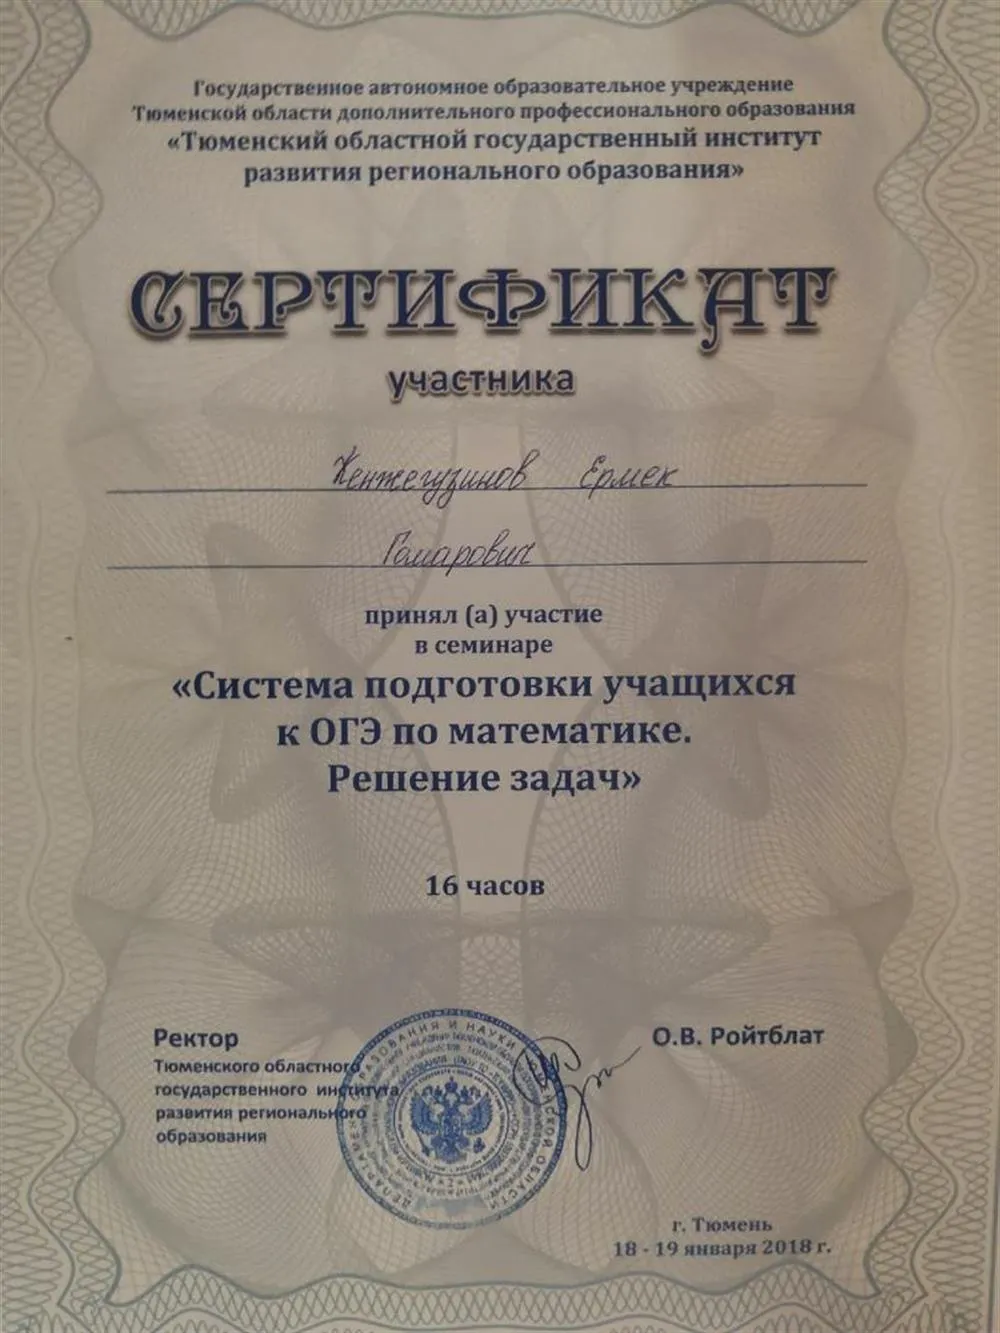 Государственное автономное образовательное учреждение
Тюменской области дополнительного профессионального образования
«Тюменский областной государственный институт
развития регионального образования»
СЕРТИФИКАТ
участника
Кенжегузинов Ермек
Гомарович
принял (а) участие
в семинаре
«Система подготовки учащихся
к ОГЭ по математике.
Решение задач»
16 часов
Ректор
О.В. Ройтблат
Тюменского областного
государственного института
развития регионального
образования
г. Тюмень
18 - 19 января 2018 г.